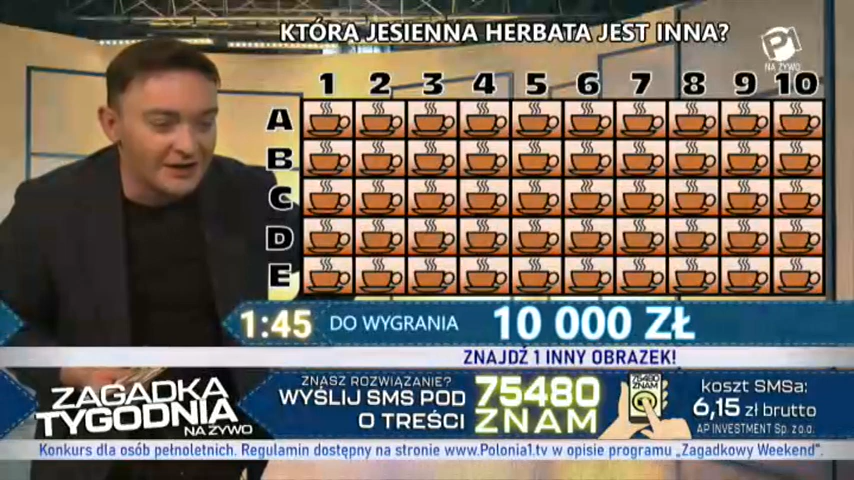 KTÓRA JESIENNA HERBATA JEST INNA?
P1
NA ŻYWO
1 2 3 4 5 6 7 8 9 10
A
B
C
D
E
1:45 DO WYGRANIA 10 000 ZŁ
ZNAJDŹ 1 INNY OBRAZEK!
ZAGADKA
TYGODNIA
NA ŻYWO
ZNASZ ROZWIĄZANIE?
WYŚLIJ SMS POD
O TREŚCI
75480
ZNAM
75480
ZNAM
koszt SMSa:
6,15 zł brutto
AP INVESTMENT Sp. z o.o.
Konkurs dla osób pełnoletnich. Regulamin dostępny na stronie www.Polonia1.tv w opisie programu „Zagadkowy Weekend”.